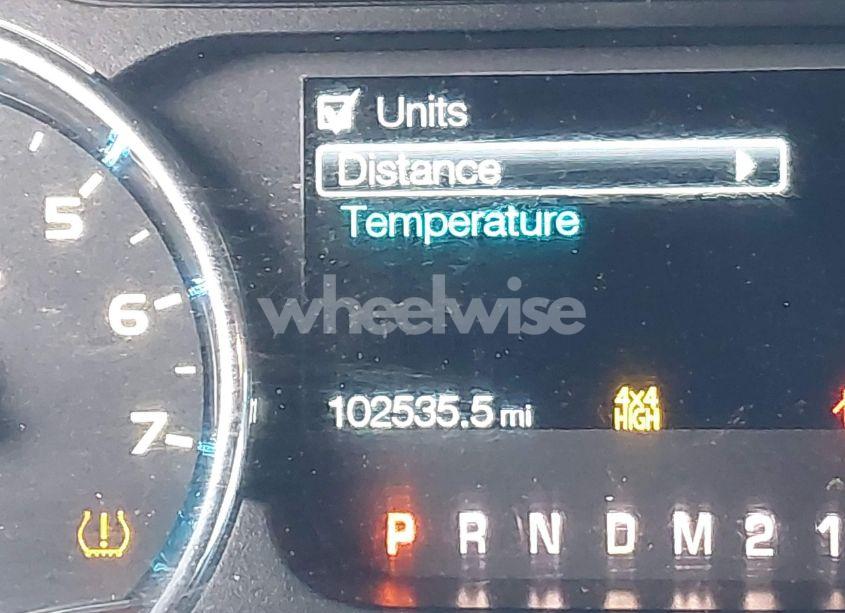 Units
Distance
Temperature
5
6
wheelwise
102535.5 mi
4x4
HIGH
7
P R N D M 2 1